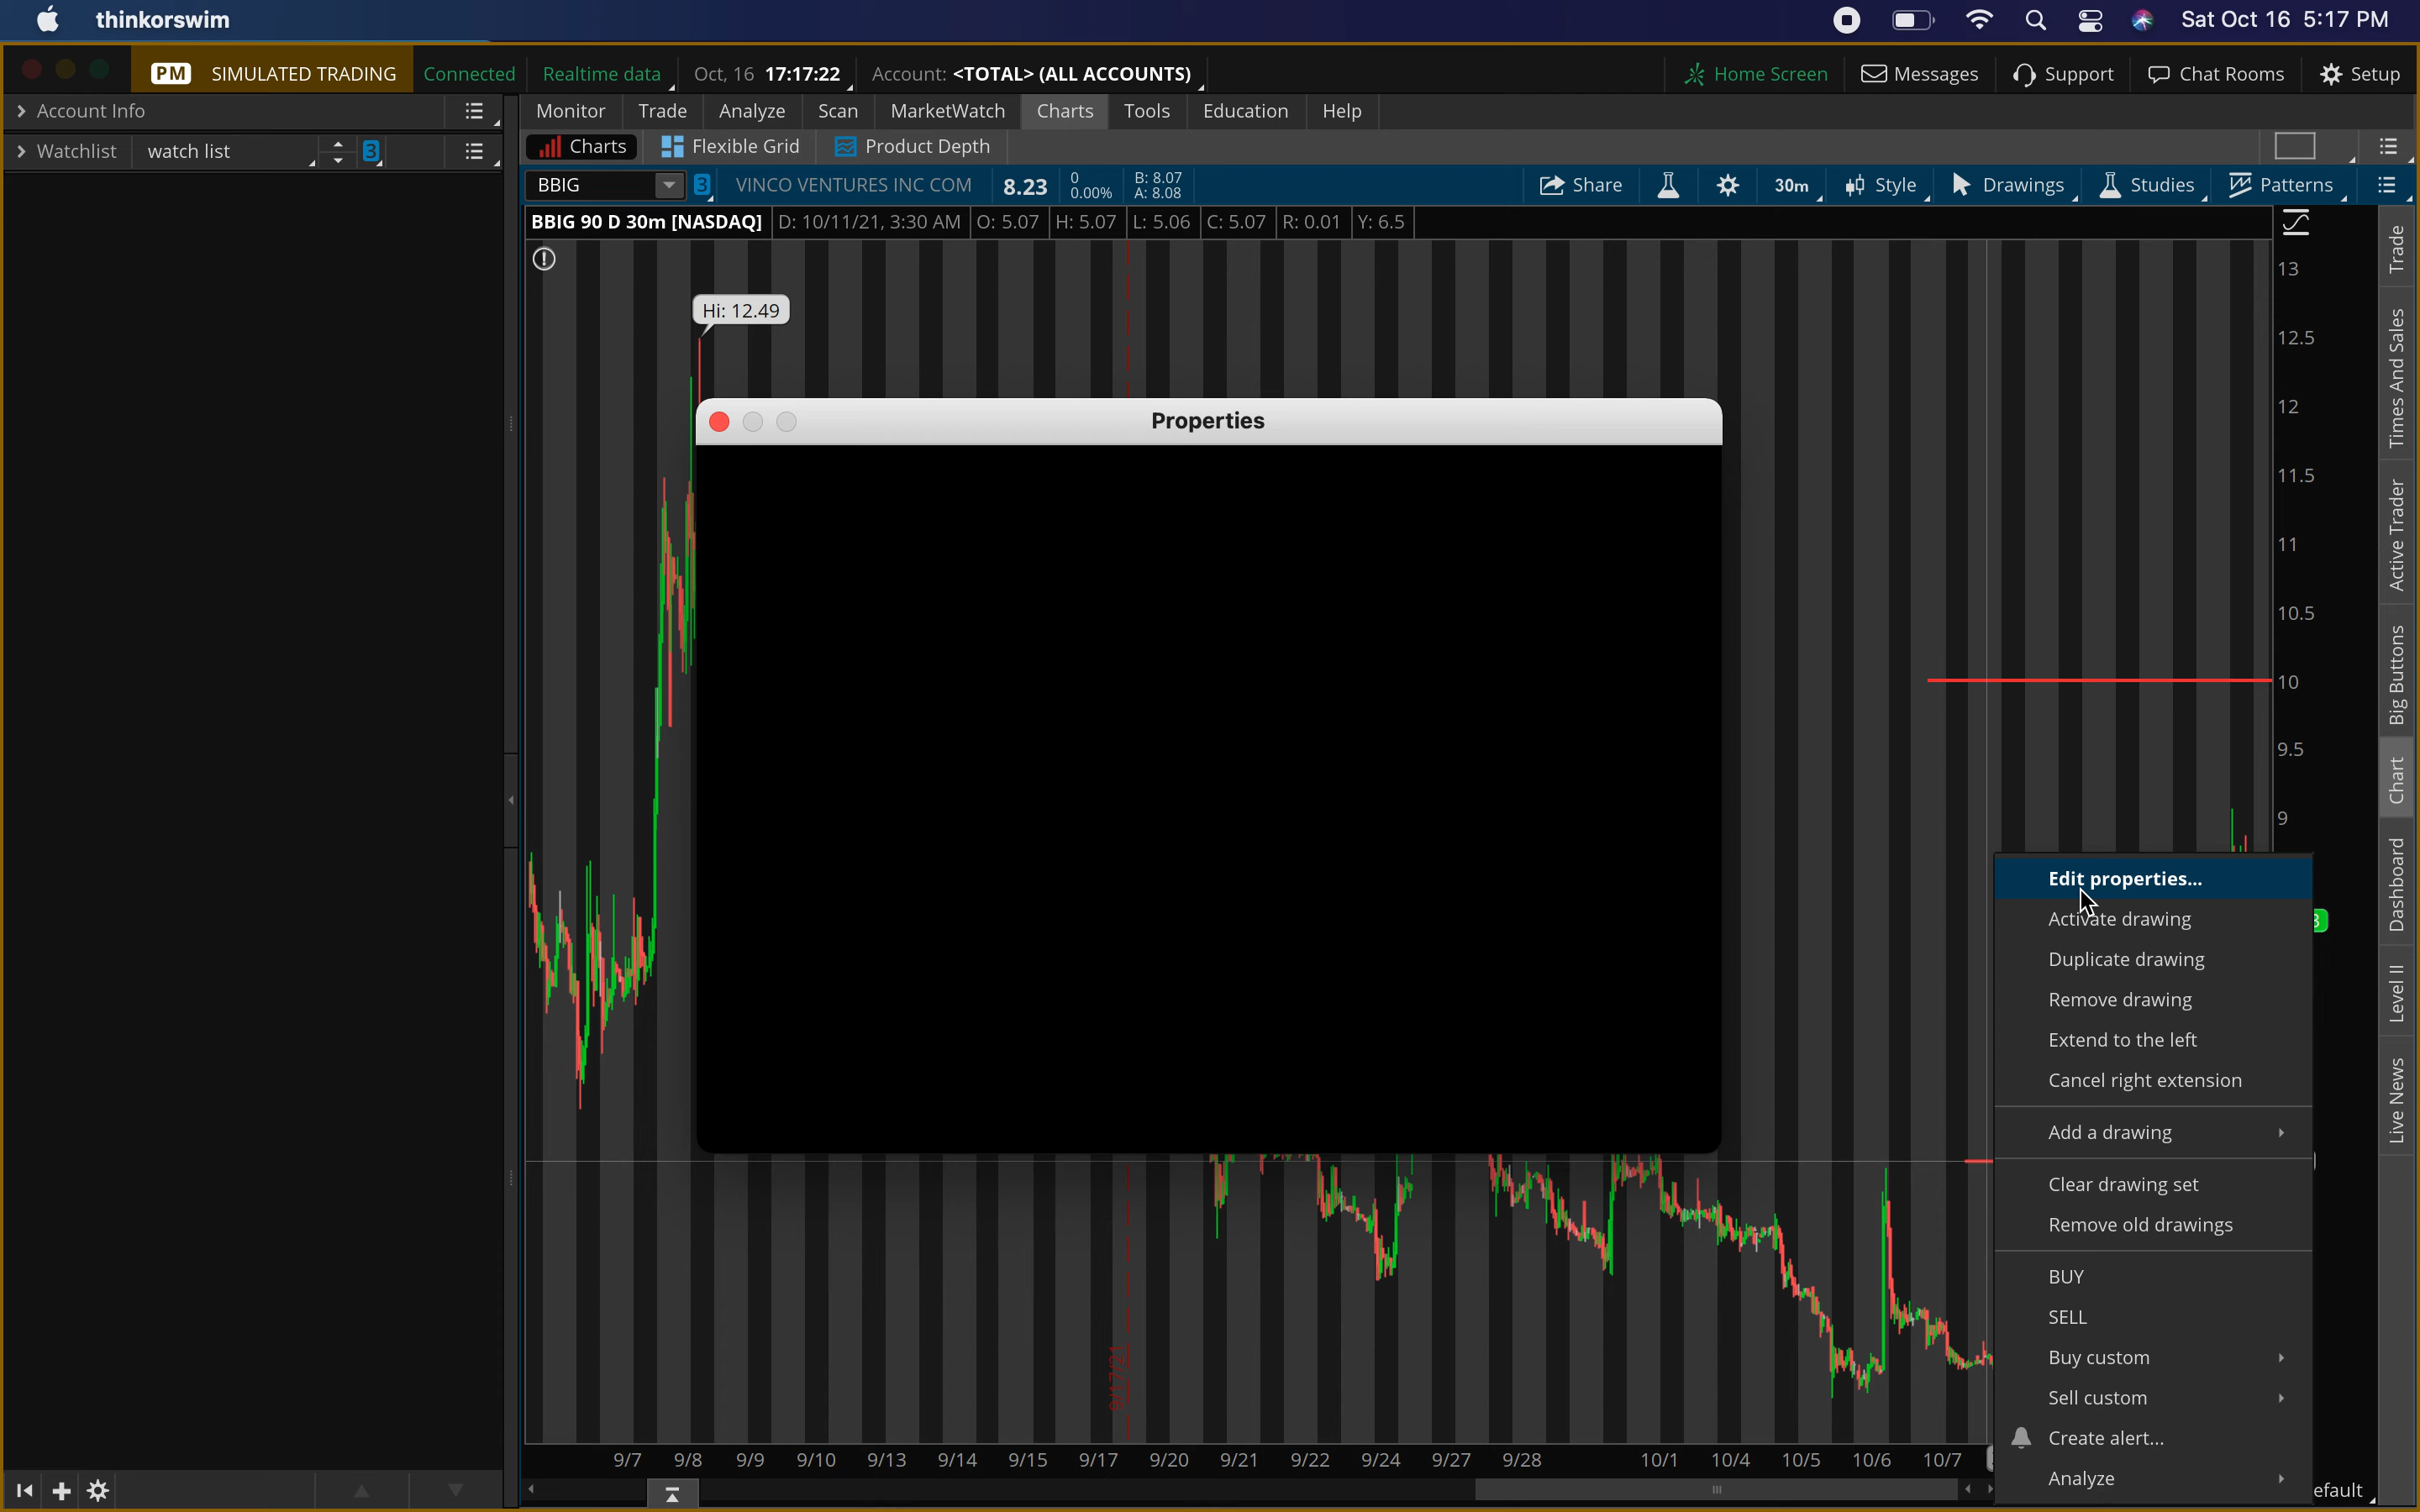 thinkorswim
Sat Oct 16 5:17 PM
PM SIMULATED TRADING Connected Realtime data Oct, 16 17:17:22 Account: <TOTAL> (ALL ACCOUNTS) Home Screen Messages Support Chat Rooms Setup
Account Info
Monitor Trade Analyze Scan MarketWatch Charts Tools Education Help
Watchlist watch list 3
Charts Flexible Grid Product Depth
BBIG 3 VINCO VENTURES INC COM 8.23 0 B: 8.07
0.00% A: 8.08
Share 30m Style Drawings Studies Patterns
BBIG 90 D 30m [NASDAQ] D: 10/11/21, 3:30 AM O: 5.07 H: 5.07 L: 5.06 C: 5.07 R: 0.01 Y: 6.5
Hi: 12.49
Properties
13
12.5
12
11.5
11
10.5
10
9.5
9
Edit properties...
Activate drawing
Duplicate drawing
Remove drawing
Extend to the left
Cancel right extension
Add a drawing
Clear drawing set
Remove old drawings
BUY
SELL
Buy custom
Sell custom
Create alert...
Analyze
Trade
Times And Sales
Active Trader
Big Buttons
Chart
Dashboard
Level II
Live News
9/17/21
9/7 9/8 9/9 9/10 9/13 9/14 9/15 9/17 9/20 9/21 9/22 9/24 9/27 9/28 10/1 10/4 10/5 10/6 10/7
efault